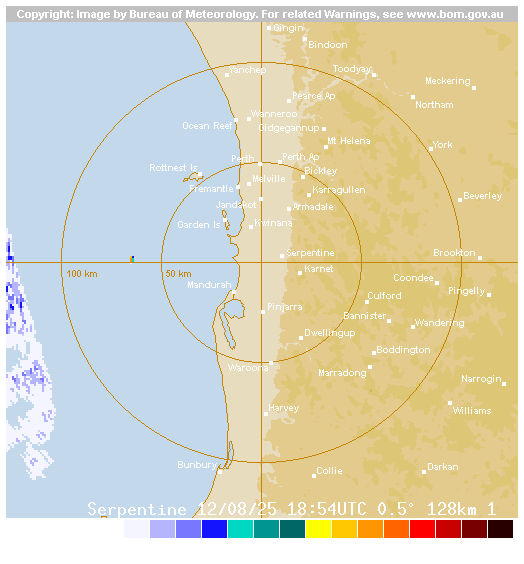 Copyright: Image by Bureau of Meteorology. For related Warnings, see www.bom.gov.au
Gingin
Bindoon
Yanchep
Toodyay
Meckering
Pearce Ap
Northam
Wanneroo
Ocean Reef
Gidgegannup
Mt Helena
York
Perth
Perth Ap
Rottnest Is
Bickley
Melville
Fremantle
Karragullen
Beverley
Jandakot
Armadale
Garden Is
Kwinana
Serpentine
Brookton
100 km
50 km
Karnet
Mandurah
Coondee
Pingelly
Culford
Pinjarra
Bannister
Wandering
Dwellingup
Boddington
Waroona
Marradong
Narrogin
Harvey
Williams
Bunbury
Collie
Darkan
Serpentine 12/08/25 18:54UTC 0.5° 128km 1